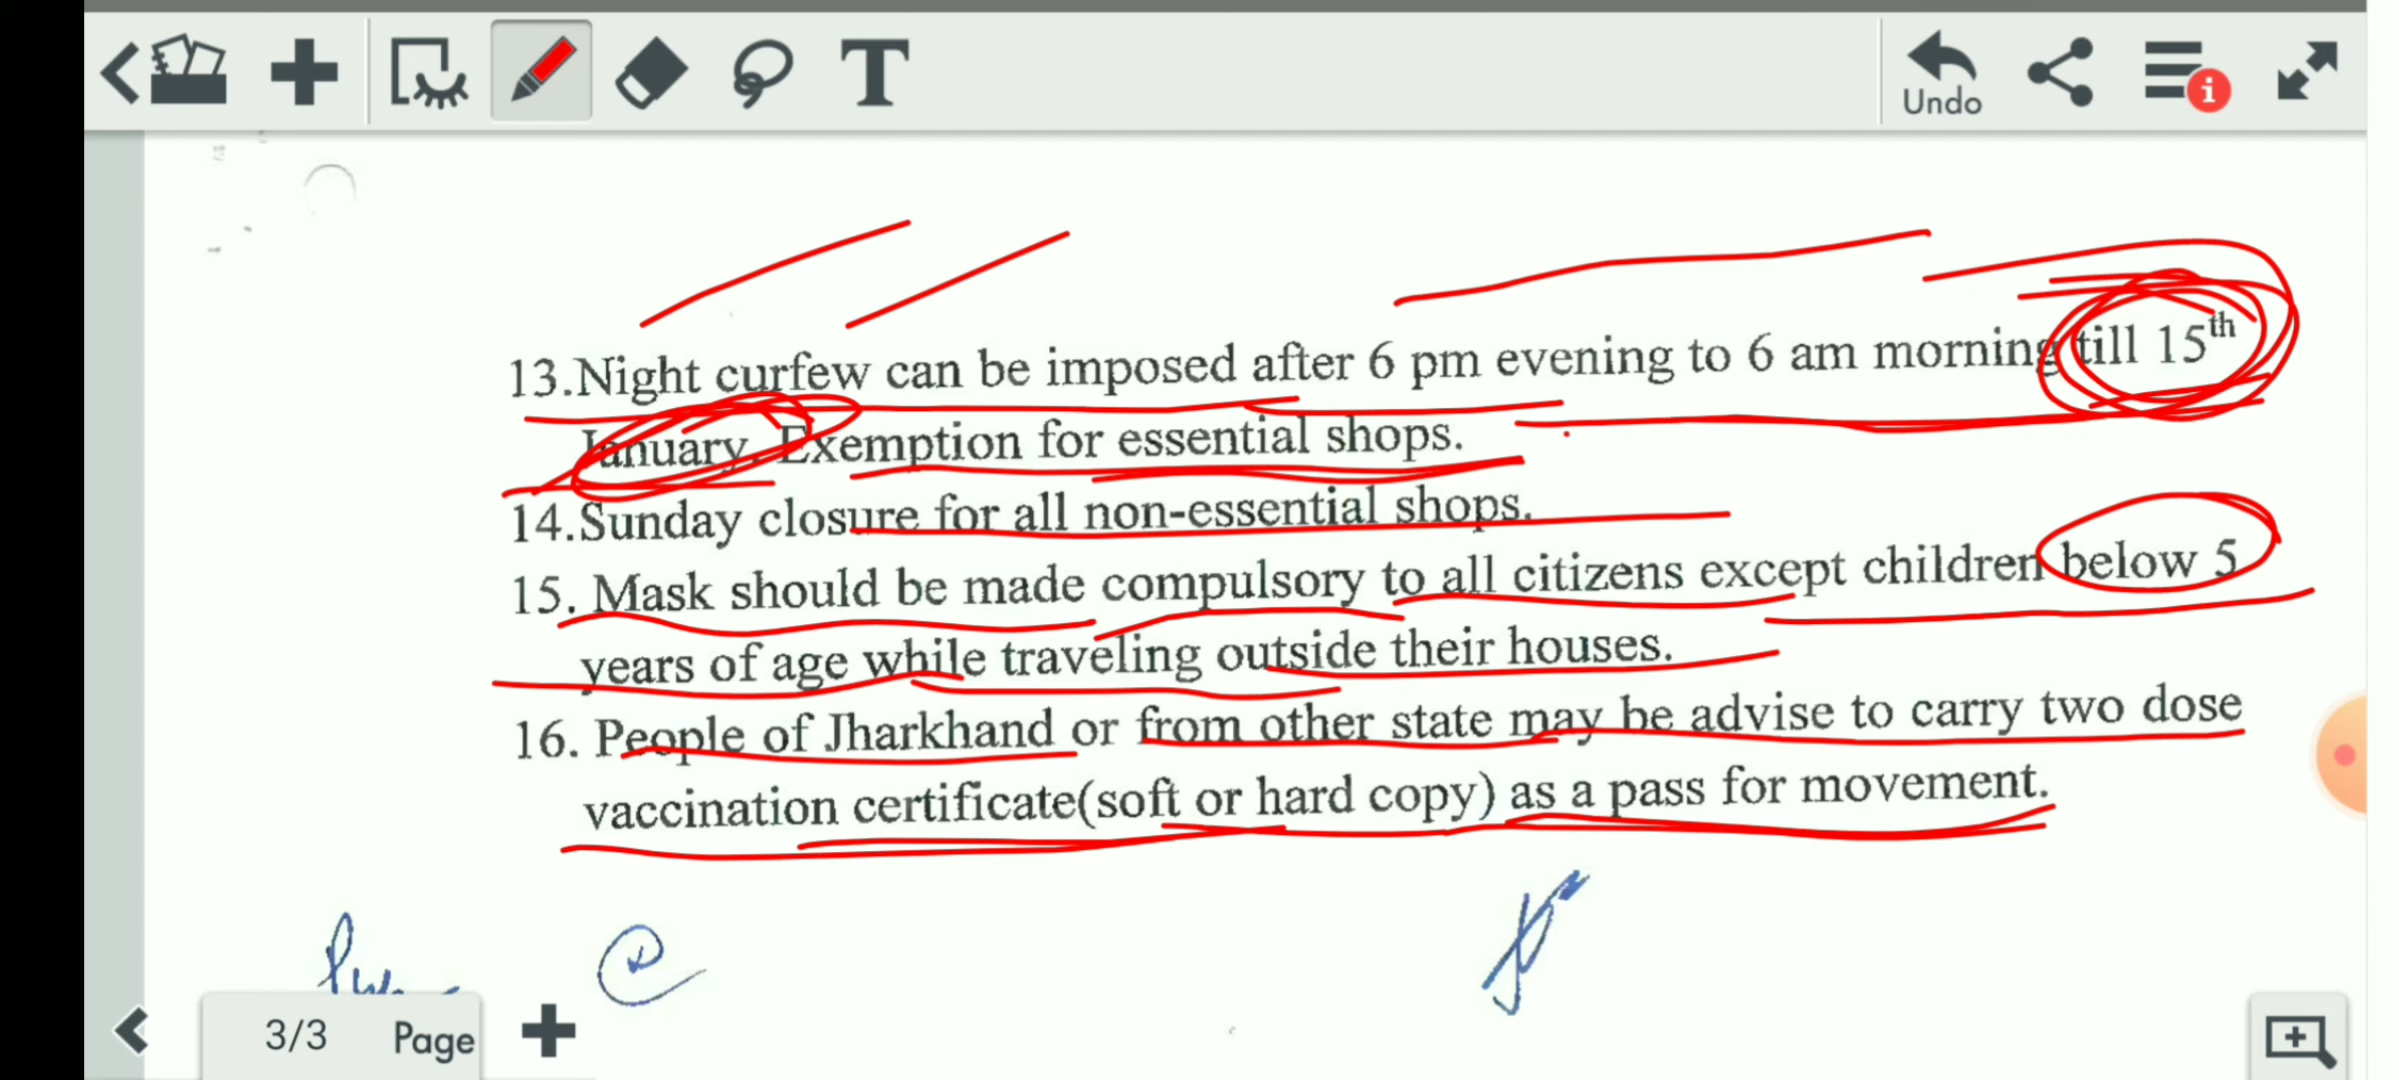 T
Undo
i
13.Night curfew can be imposed after 6 pm evening to 6 am morning till 15th
January. Exemption for essential shops.
14.Sunday closure for all non-essential shops.
15. Mask should be made compulsory to all citizens except children below 5
years of age while traveling outside their houses.
16. People of Jharkhand or from other state may be advise to carry two dose
vaccination certificate(soft or hard copy) as a pass for movement.
3/3 Page